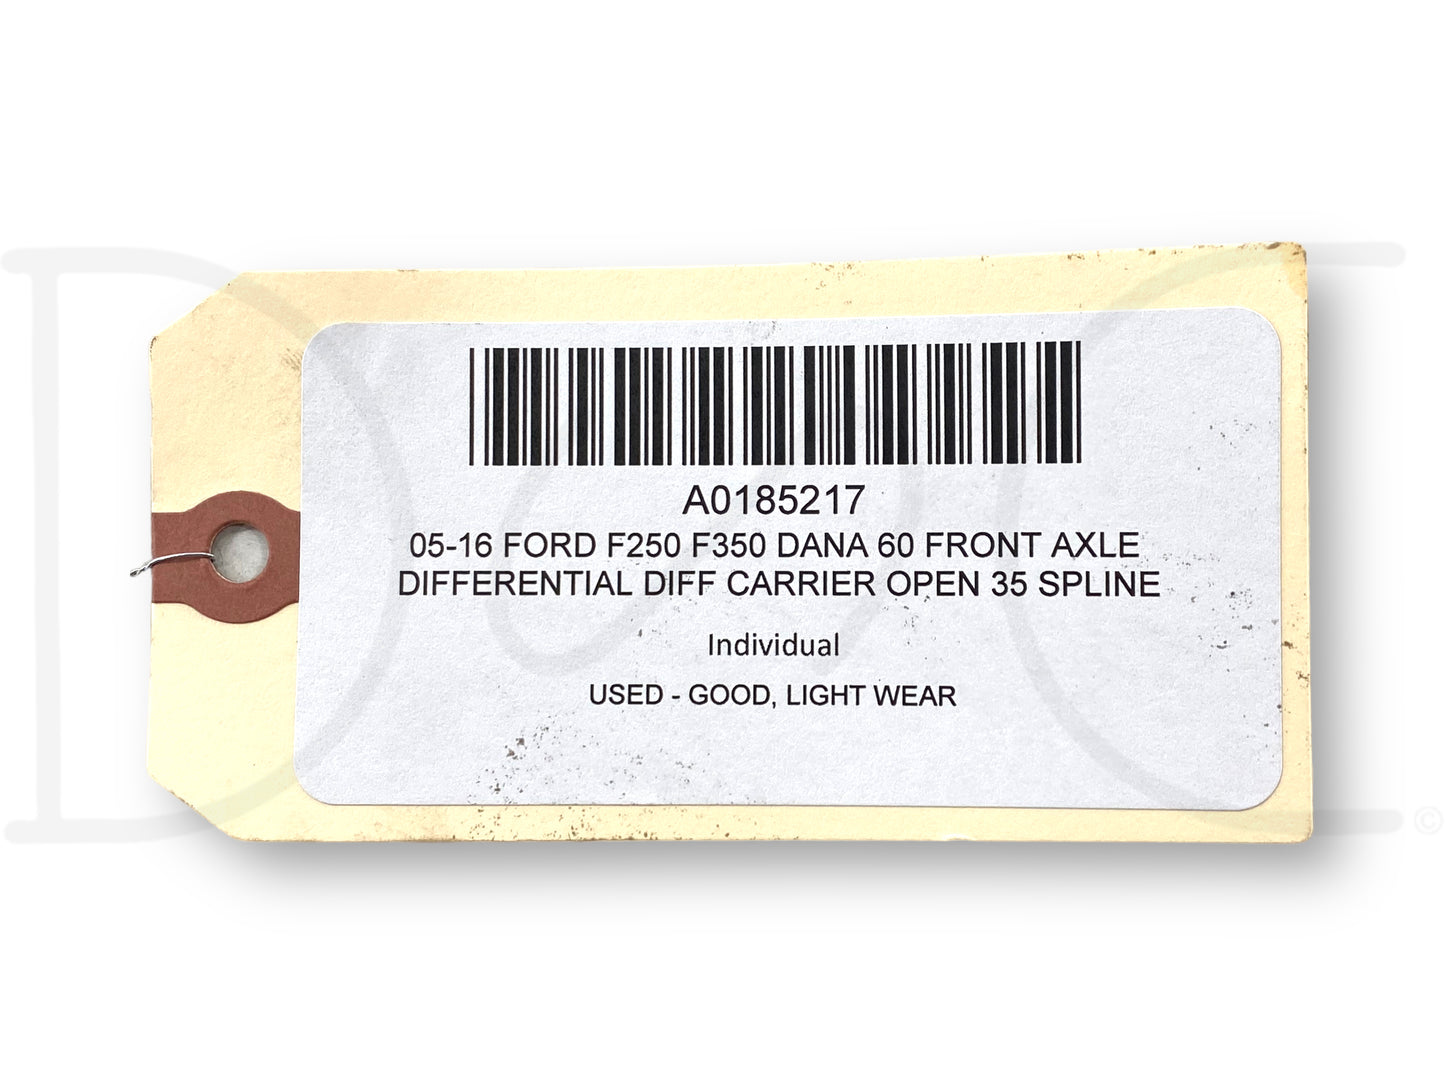 A0185217
05-16 FORD F250 F350 DANA 60 FRONT AXLE
DIFFERENTIAL DIFF CARRIER OPEN 35 SPLINE
Individual
USED - GOOD, LIGHT WEAR
©